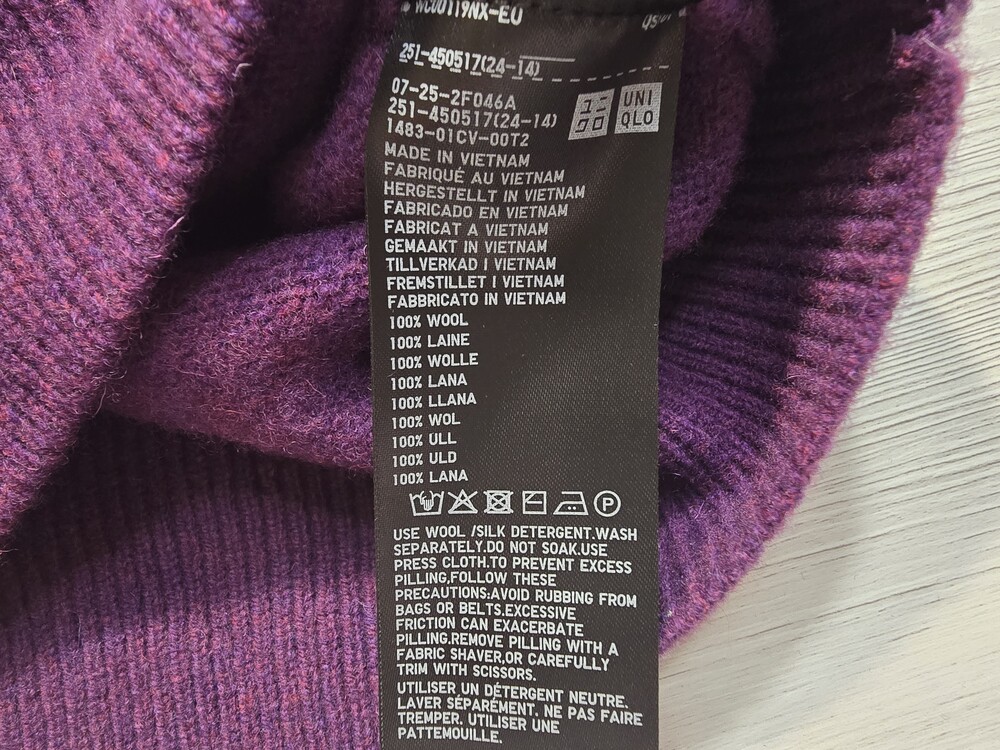 WC00119NX-EU
251-450517(24-14)
07-25-2F046A
251-450517(24-14)
1483-01CV-00T2
UNI
QLO
MADE IN VIETNAM
FABRIQUÉ AU VIETNAM
HERGESTELLT IN VIETNAM
FABRICADO EN VIETNAM
FABRICAT A VIETNAM
GEMAAKT IN VIETNAM
TILLVERKAD I VIETNAM
FREMSTILLET I VIETNAM
FABBRICATO IN VIETNAM
100% WOOL
100% LAINE
100% WOLLE
100% LANA
100% LLANA
100% WOL
100% ULL
100% ULD
100% LANA
P
USE WOOL /SILK DETERGENT.WASH
SEPARATELY.DO NOT SOAK.USE
PRESS CLOTH.TO PREVENT EXCESS
PILLING,FOLLOW THESE
PRECAUTIONS:AVOID RUBBING FROM
BAGS OR BELTS.EXCESSIVE
FRICTION CAN EXACERBATE
PILLING.REMOVE PILLING WITH A
FABRIC SHAVER,OR CAREFULLY
TRIM WITH SCISSORS.
UTILISER UN DÉTERGENT NEUTRE.
LAVER SÉPARÉMENT. NE PAS FAIRE
TREMPER. UTILISER UNE
PATTEMOUILLE.